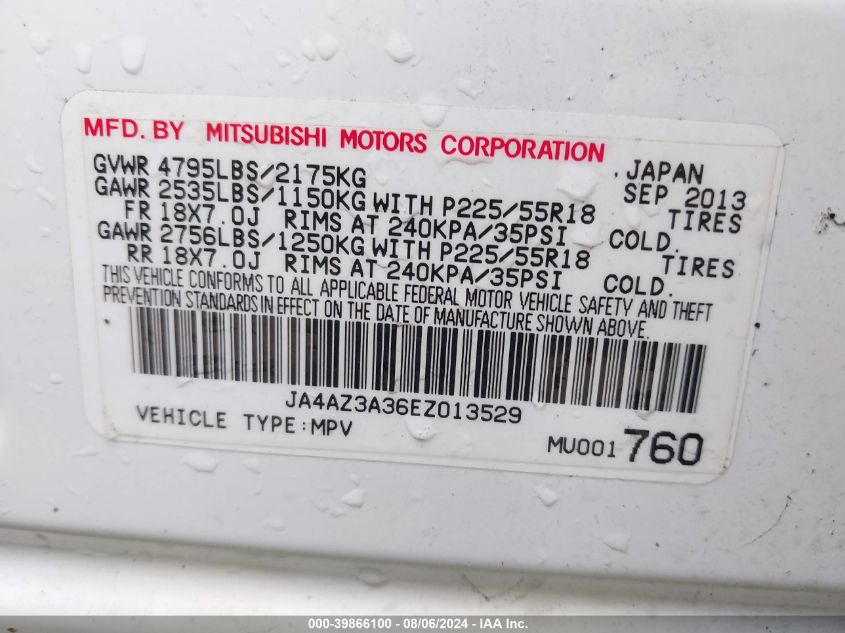 MFD. BY MITSUBISHI MOTORS CORPORATION , JAPAN
GVWR 4795LBS/2175KG SEP 2013
GAWR 2535LBS/1150KG WITH P225/55R18 TIRES
FR 18X7.0J RIMS AT 240KPA/35PSI COLD.
GAWR 2756LBS/1250KG WITH P225/55R18 TIRES
RR 18X7.0J RIMS AT 240KPA/35PSI COLD.
THIS VEHICLE CONFORMS TO ALL APPLICABLE FEDERAL MOTOR VEHICLE SAFETY AND THEFT
PREVENTION STANDARDS IN EFFECT ON THE DATE OF MANUFACTURE SHOWN ABOVE.
JA4AZ3A36EZ013529
VEHICLE TYPE:MPV MU001 760
000-39866100 - 08/06/2024 - IAA Inc.